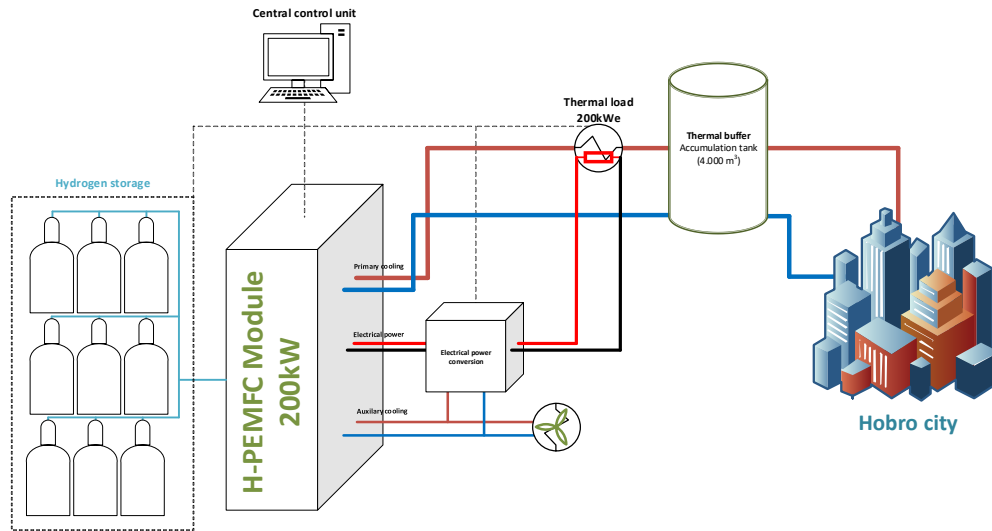 Central control unit
Thermal load
200kWe
Thermal buffer
Accumulation tank
(4.000 m³)
Hydrogen storage
H-PEMFC Module
200kW
Primary cooling
Electrical power
Electrical power
conversion
Auxilary cooling
Hobro city